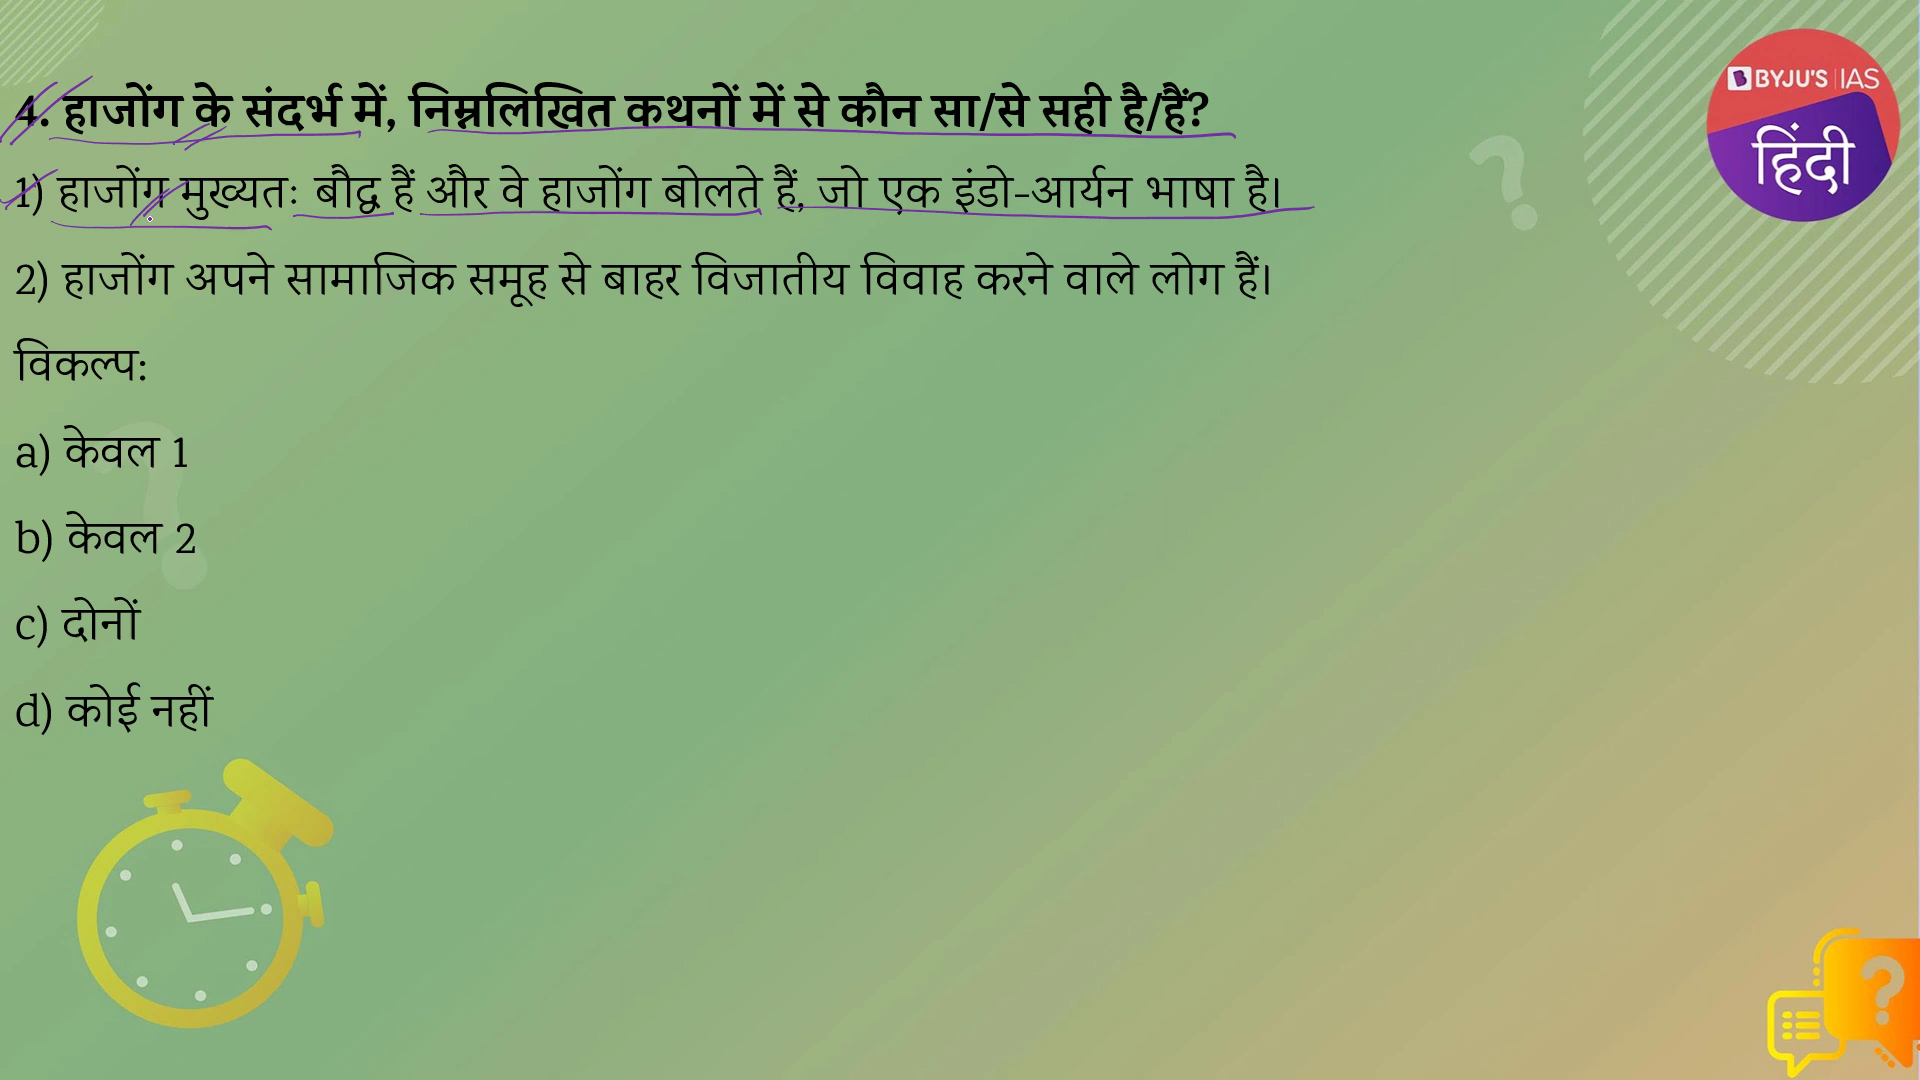 BYJU'S IAS
हिंदी
4. हाजोंग के संदर्भ में, निम्नलिखित कथनों में से कौन सा/से सही है/हैं?
1) हाजोंग मुख्यतः बौद्ध हैं और वे हाजोंग बोलते हैं, जो एक इंडो-आर्यन भाषा है।
2) हाजोंग अपने सामाजिक समूह से बाहर विजातीय विवाह करने वाले लोग हैं।
विकल्प:
a) केवल 1
b) केवल 2
c) दोनों
d) कोई नहीं